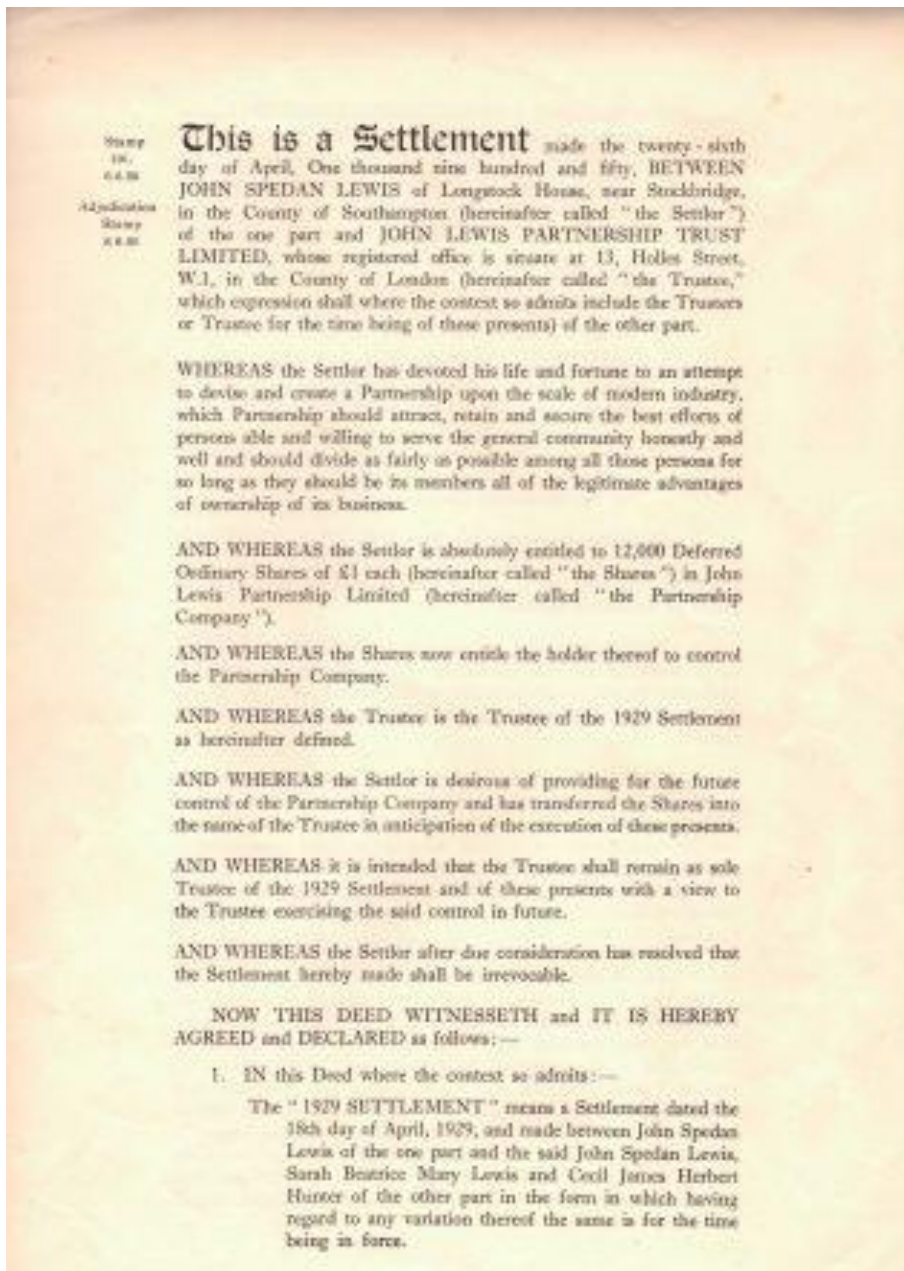 Stamp
Adjudication
Stamp
This is a Settlement made the twenty-sixth
day of April, One thousand nine hundred and fifty, BETWEEN
JOHN SPEDAN LEWIS of Longstock House, near Stockbridge,
in the County of Southampton (hereinafter called "the Settlor")
of the one part and JOHN LEWIS PARTNERSHIP TRUST
LIMITED, whose registered office is situate at 13, Holles Street,
W.1, in the County of London (hereinafter called "the Trustee,"
which expression shall where the context so admits include the Trustees
or Trustee for the time being of these presents) of the other part.
WHEREAS the Settlor has devoted his life and fortune to an attempt
to devise and create a Partnership upon the scale of modern industry,
which Partnership should attract, retain and secure the best efforts of
persons able and willing to serve the general community honestly and
well and should divide as fairly as possible among all those persons for
so long as they should be its members all of the legitimate advantages
of ownership of its business.
AND WHEREAS the Settlor is absolutely entitled to 12,000 Deferred
Ordinary Shares of £1 each (hereinafter called "the Shares") in John
Lewis Partnership Limited (hereinafter called "the Partnership
Company").
AND WHEREAS the Shares now entitle the holder thereof to control
the Partnership Company.
AND WHEREAS the Trustee is the Trustee of the 1929 Settlement
as hereinafter defined.
AND WHEREAS the Settlor is desirous of providing for the future
control of the Partnership Company and has transferred the Shares into
the name of the Trustee in anticipation of the execution of these presents.
AND WHEREAS it is intended that the Trustee shall remain as sole
Trustee of the 1929 Settlement and of these presents with a view to
the Trustee exercising the said control in future.
AND WHEREAS the Settlor after due consideration has resolved that
the Settlement hereby made shall be irrevocable.
NOW THIS DEED WITNESSETH and IT IS HEREBY
AGREED and DECLARED as follows:—
1. IN this Deed where the context so admits:—
The "1929 SETTLEMENT" means a Settlement dated the
18th day of April, 1929, and made between John Spedan
Lewis of the one part and the said John Spedan Lewis,
Sarah Beatrice Mary Lewis and Cecil James Herbert
Hunter of the other part in the form in which having
regard to any variation thereof the same is for the time
being in force.